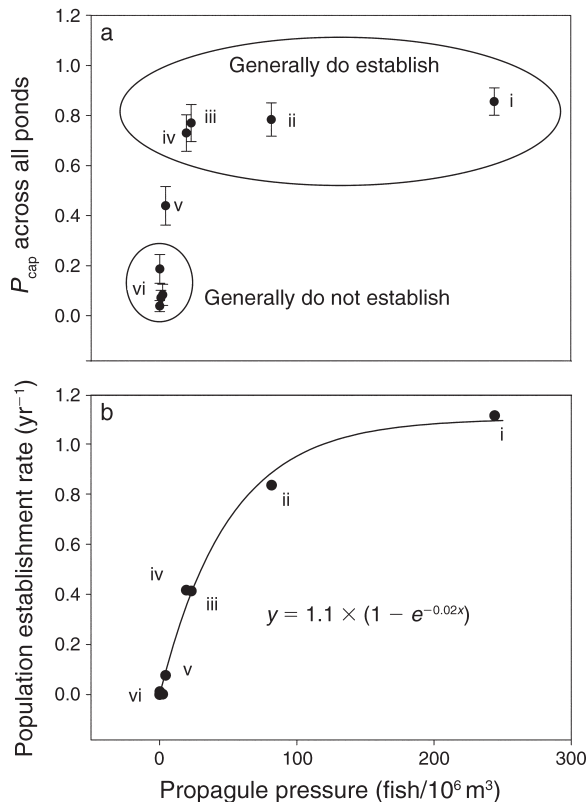 a
1.2
1.0
0.8
0.6
0.4
0.2
0.0
P_cap across all ponds
Generally do establish
i
ii
iii
iv
v
vi
Generally do not establish
b
1.2
1.0
0.8
0.6
0.4
0.2
0.0
Population establishment rate (yr⁻¹)
i
ii
iv
iii
y = 1.1 × (1 − e^−0.02x)
v
vi
0
100
200
300
Propagule pressure (fish/10⁶ m³)